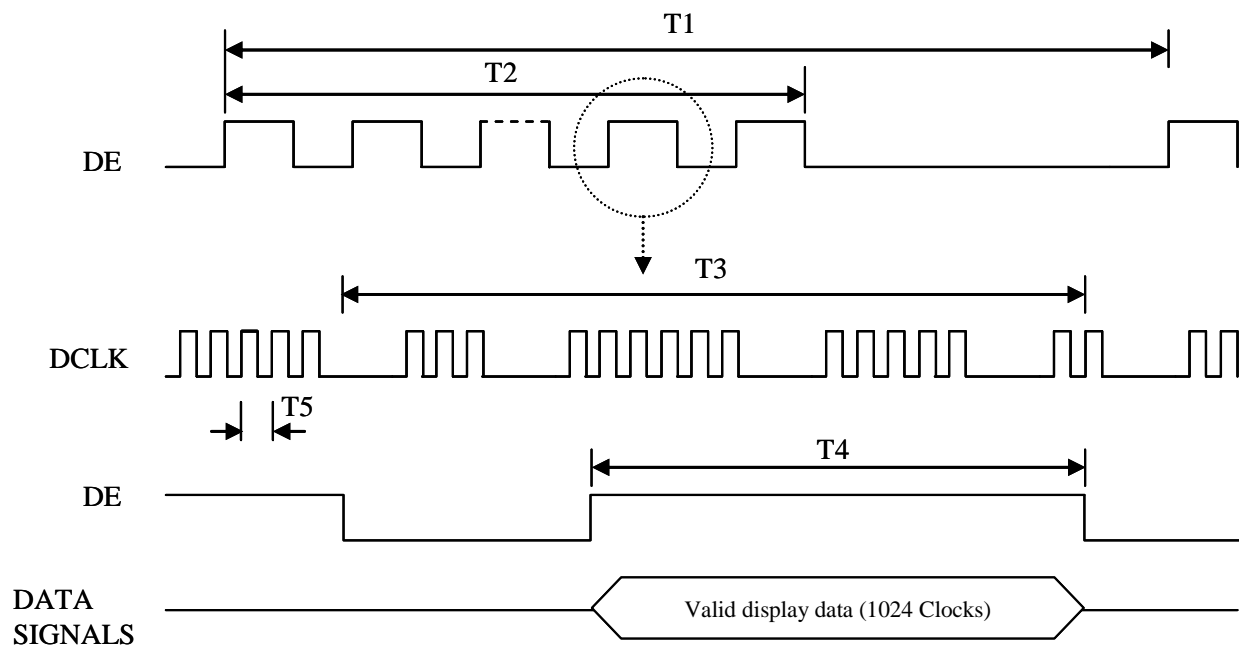 T1
T2
DE
T3
DCLK
T5
T4
DE
DATA
SIGNALS
Valid display data (1024 Clocks)